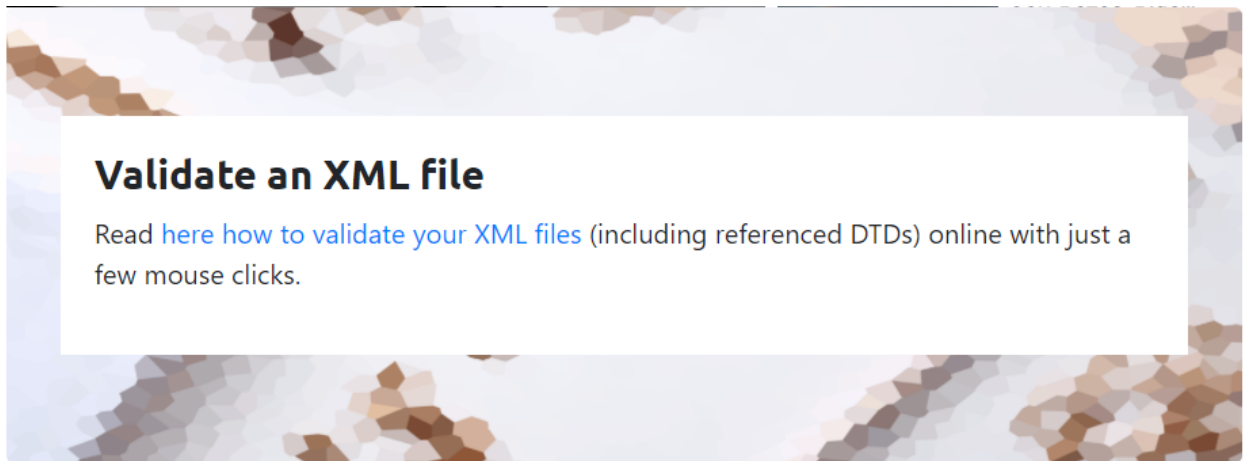 Validate an XML file
Read here how to validate your XML files (including referenced DTDs) online with just a
few mouse clicks.